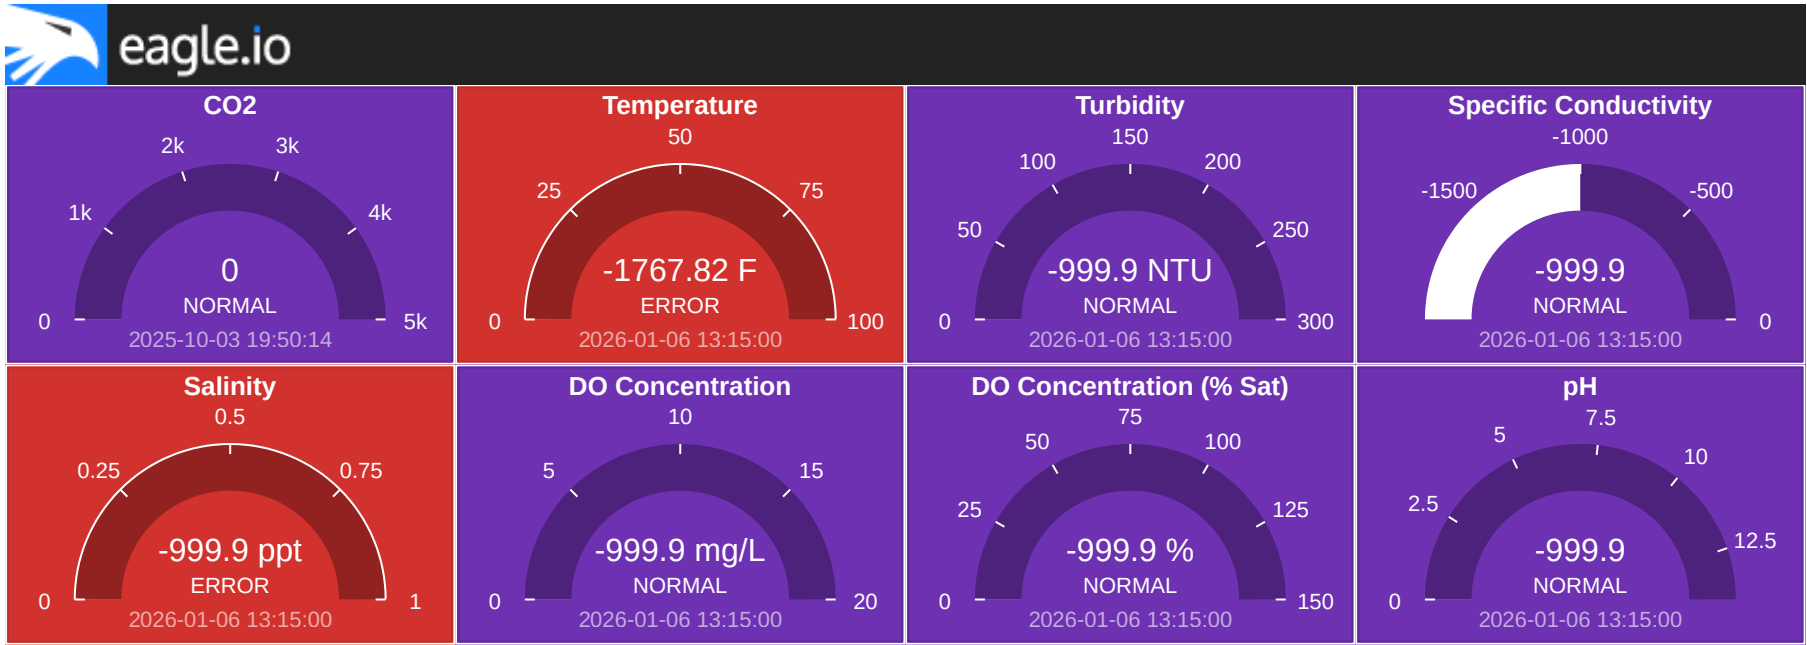 eagle.io
CO2
0
1k
2k
3k
4k
5k
0
NORMAL
2025-10-03 19:50:14
Temperature
0
25
50
75
100
-1767.82 F
ERROR
2026-01-06 13:15:00
Turbidity
0
50
100
150
200
250
300
-999.9 NTU
NORMAL
2026-01-06 13:15:00
Specific Conductivity
-1500
-1000
-500
0
-999.9
NORMAL
2026-01-06 13:15:00
Salinity
0
0.25
0.5
0.75
1
-999.9 ppt
ERROR
2026-01-06 13:15:00
DO Concentration
0
5
10
15
20
-999.9 mg/L
NORMAL
2026-01-06 13:15:00
DO Concentration (% Sat)
0
25
50
75
100
125
150
-999.9 %
NORMAL
2026-01-06 13:15:00
pH
0
2.5
5
7.5
10
12.5
-999.9
NORMAL
2026-01-06 13:15:00